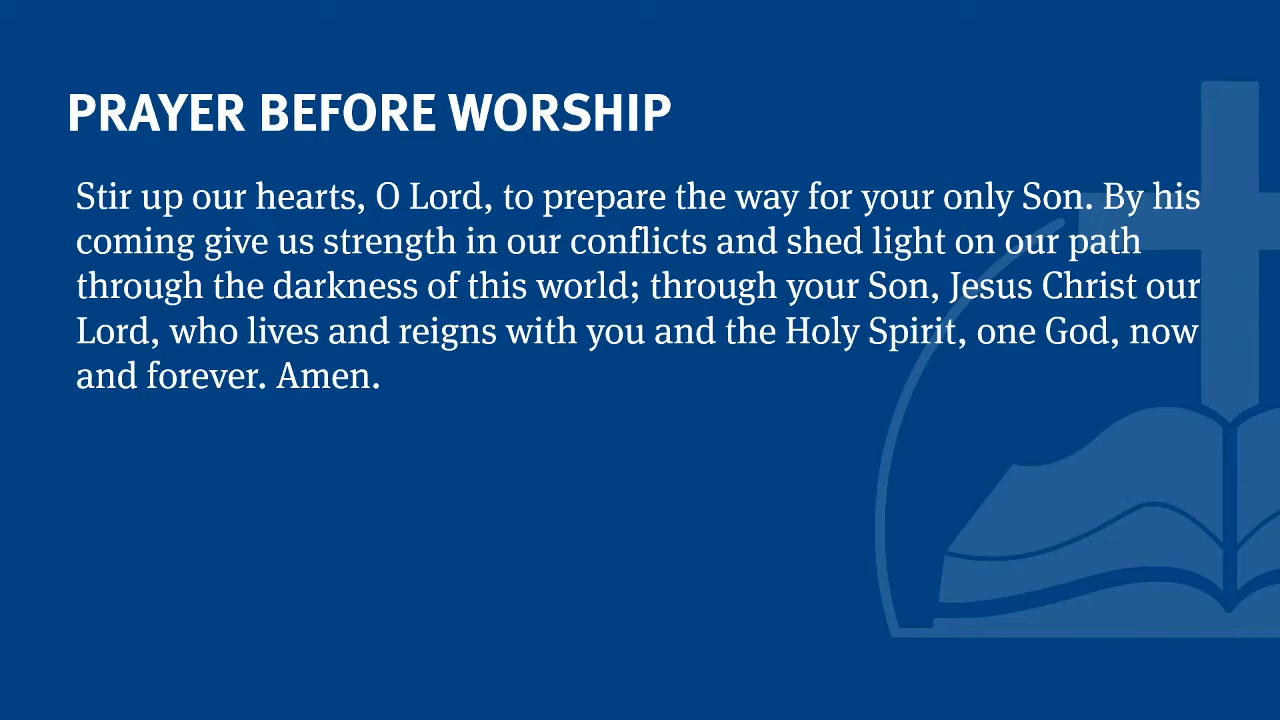 PRAYER BEFORE WORSHIP
Stir up our hearts, O Lord, to prepare the way for your only Son. By his
coming give us strength in our conflicts and shed light on our path
through the darkness of this world; through your Son, Jesus Christ our
Lord, who lives and reigns with you and the Holy Spirit, one God, now
and forever. Amen.